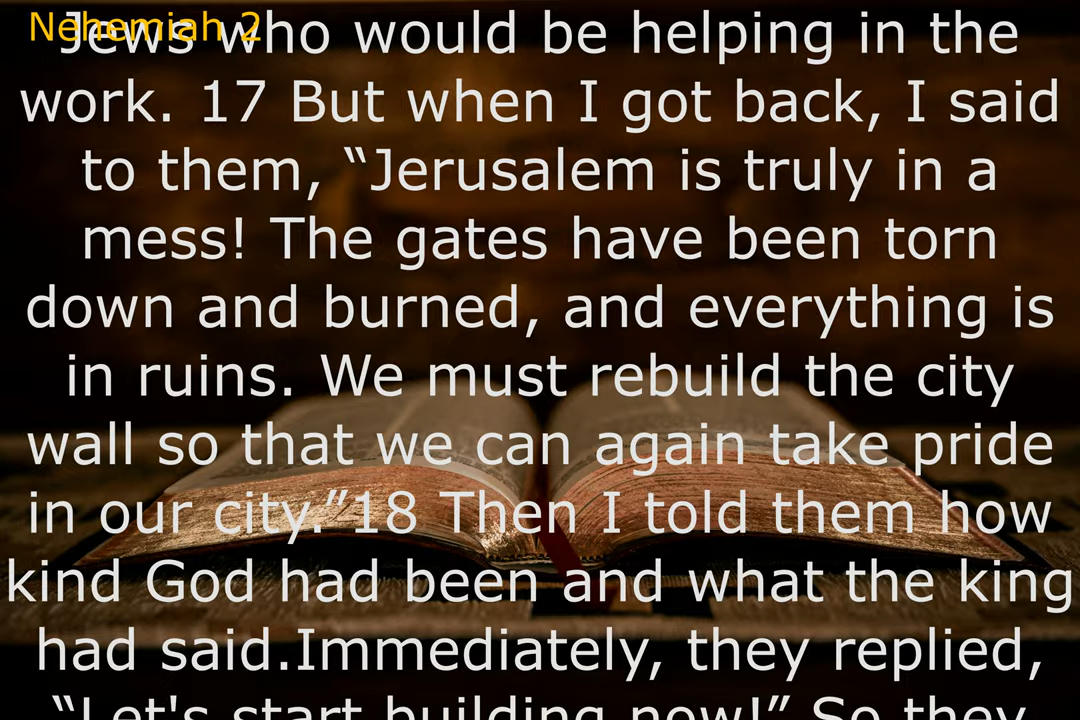 Nehemiah 2
Jews who would be helping in the
work. 17 But when I got back, I said
to them, “Jerusalem is truly in a
mess! The gates have been torn
down and burned, and everything is
in ruins. We must rebuild the city
wall so that we can again take pride
in our city.”18 Then I told them how
kind God had been and what the king
had said.Immediately, they replied,
“Let's start building now!” So they